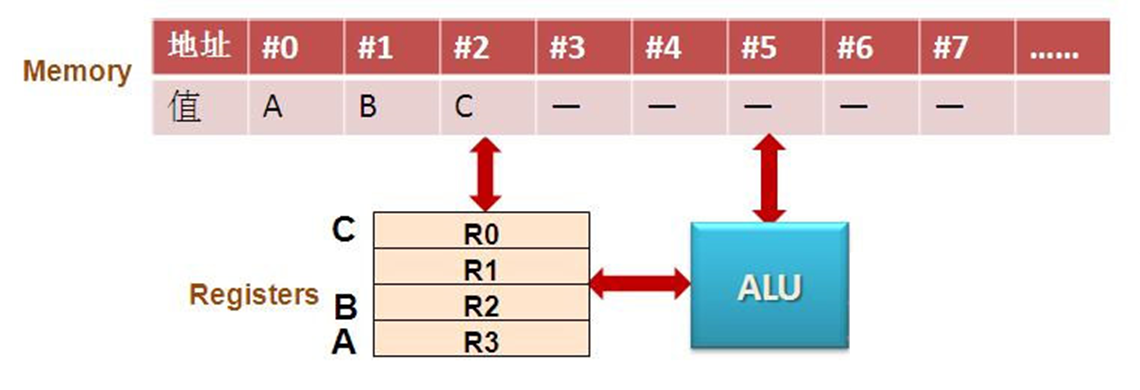 Memory
地址 #0 #1 #2 #3 #4 #5 #6 #7 ……
值 A B C — — — — —
C R0
R1
Registers B R2
A R3
ALU